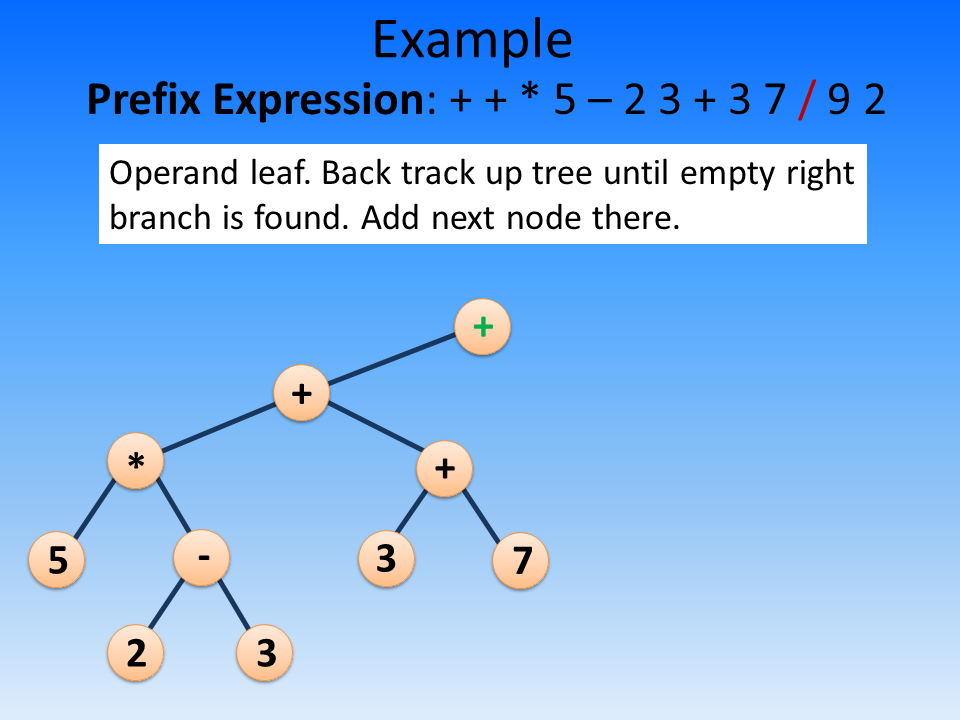 Example
Prefix Expression: + + * 5 – 2 3 + 3 7 / 9 2
Operand leaf. Back track up tree until empty right
branch is found. Add next node there.
+
+
* +
5 - 3 7
2 3